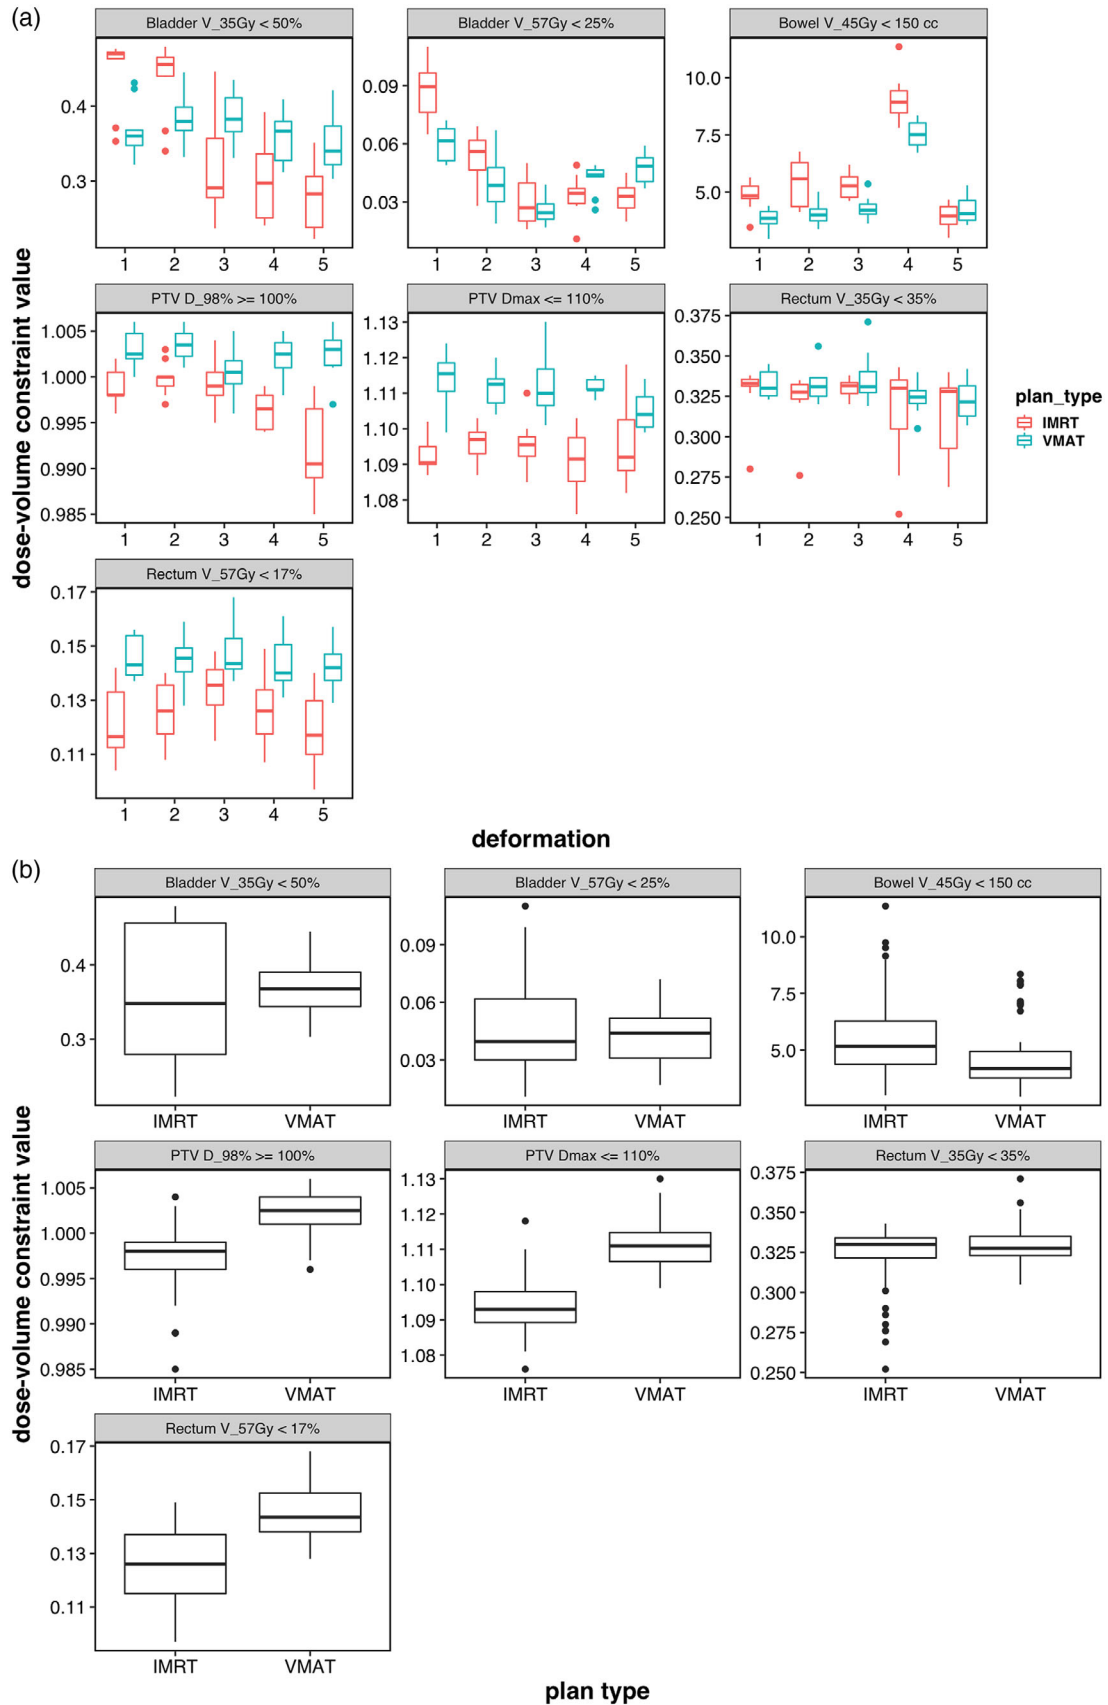 (a)
Bladder V_35Gy < 50%
Bladder V_57Gy < 25%
Bowel V_45Gy < 150 cc
0.4
0.3
0.09
0.06
0.03
10.0
7.5
5.0
1 2 3 4 5
1 2 3 4 5
1 2 3 4 5
dose-volume constraint value
PTV D_98% >= 100%
PTV Dmax <= 110%
Rectum V_35Gy < 35%
1.005
1.000
0.995
0.990
0.985
1.13
1.12
1.11
1.10
1.09
1.08
0.375
0.350
0.325
0.300
0.275
0.250
1 2 3 4 5
1 2 3 4 5
1 2 3 4 5
plan_type
IMRT
VMAT
Rectum V_57Gy < 17%
0.17
0.15
0.13
0.11
1 2 3 4 5
deformation
(b)
Bladder V_35Gy < 50%
Bladder V_57Gy < 25%
Bowel V_45Gy < 150 cc
0.4
0.3
0.09
0.06
0.03
10.0
7.5
5.0
IMRT VMAT
IMRT VMAT
IMRT VMAT
dose-volume constraint value
PTV D_98% >= 100%
PTV Dmax <= 110%
Rectum V_35Gy < 35%
1.005
1.000
0.995
0.990
0.985
1.13
1.12
1.11
1.10
1.09
1.08
0.375
0.350
0.325
0.300
0.275
0.250
IMRT VMAT
IMRT VMAT
IMRT VMAT
Rectum V_57Gy < 17%
0.17
0.15
0.13
0.11
IMRT VMAT
plan type